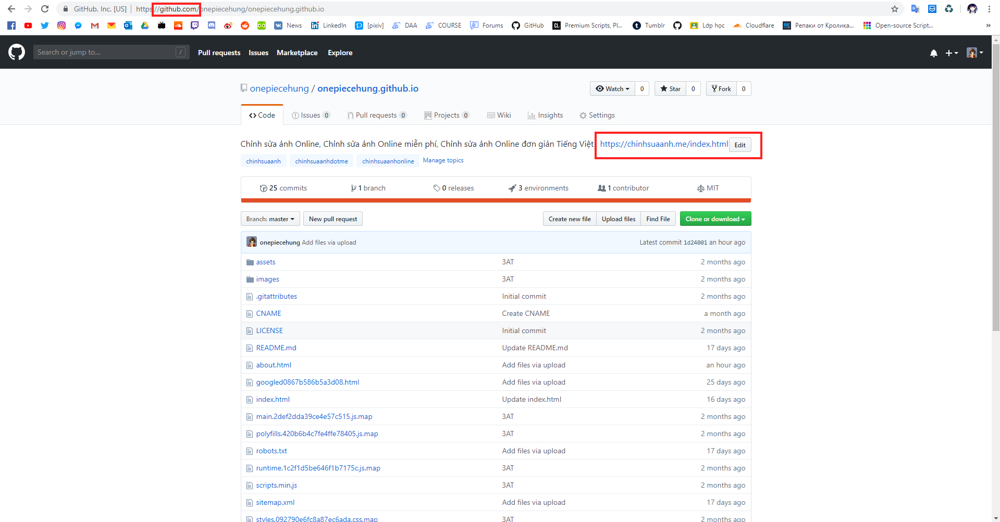 GitHub, Inc. [US] | https://github.com/onepiecehung/onepiecehung.github.io
News LinkedIn [pixiv] DAA COURSE Forums GitHub Premium Scripts, Pl... Tumblr Lớp học Cloudflare Репаки от Кролика... Open-source Script... »
Search or jump to... / Pull requests Issues Marketplace Explore
onepiecehung / onepiecehung.github.io Watch 0 Star 0 Fork 0
Code Issues 0 Pull requests 0 Projects 0 Wiki Insights Settings
Chỉnh sửa ảnh Online, Chỉnh sửa ảnh Online miễn phí, Chỉnh sửa ảnh Online đơn giản Tiếng Việt https://chinhsuaanh.me/index.html Edit
chinhsuaanh chinhsuaanhdotme chinhsuaanhonline Manage topics
25 commits 1 branch 0 releases 3 environments 1 contributor MIT
Branch: master New pull request Create new file Upload files Find File Clone or download
onepiecehung Add files via upload Latest commit 1d24001 an hour ago
assets 3AT 2 months ago
images 3AT 2 months ago
.gitattributes Initial commit 2 months ago
CNAME Create CNAME a month ago
LICENSE Initial commit 2 months ago
README.md Update README.md 17 days ago
about.html Add files via upload an hour ago
googled0867b586b5a3d08.html Add files via upload 25 days ago
index.html Update index.html 16 days ago
main.2def2dda39ce4e57c515.js.map 3AT 2 months ago
polyfills.420b6b4c7fe4ffe78405.js.map 3AT 2 months ago
robots.txt Add files via upload 17 days ago
runtime.1c2f1d5be646f1b7175c.js.map 3AT 2 months ago
scripts.min.js 3AT 2 months ago
sitemap.xml Add files via upload 17 days ago
styles.092790e6fc8a87ec6ada.css.map 3AT 2 months ago